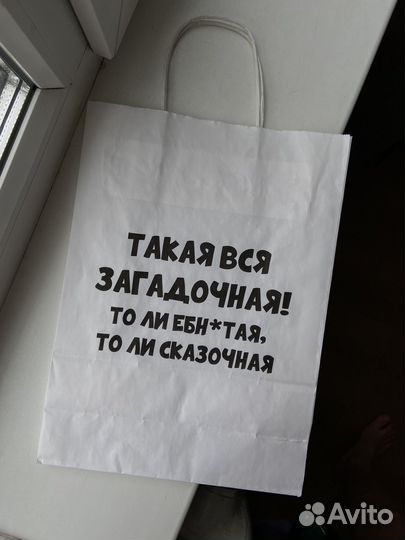 ТАКАЯ ВСЯ
ЗАГАДОЧНАЯ!
ТО ЛИ ЕБН*ТАЯ,
ТО ЛИ СКАЗОЧНАЯ
Avito